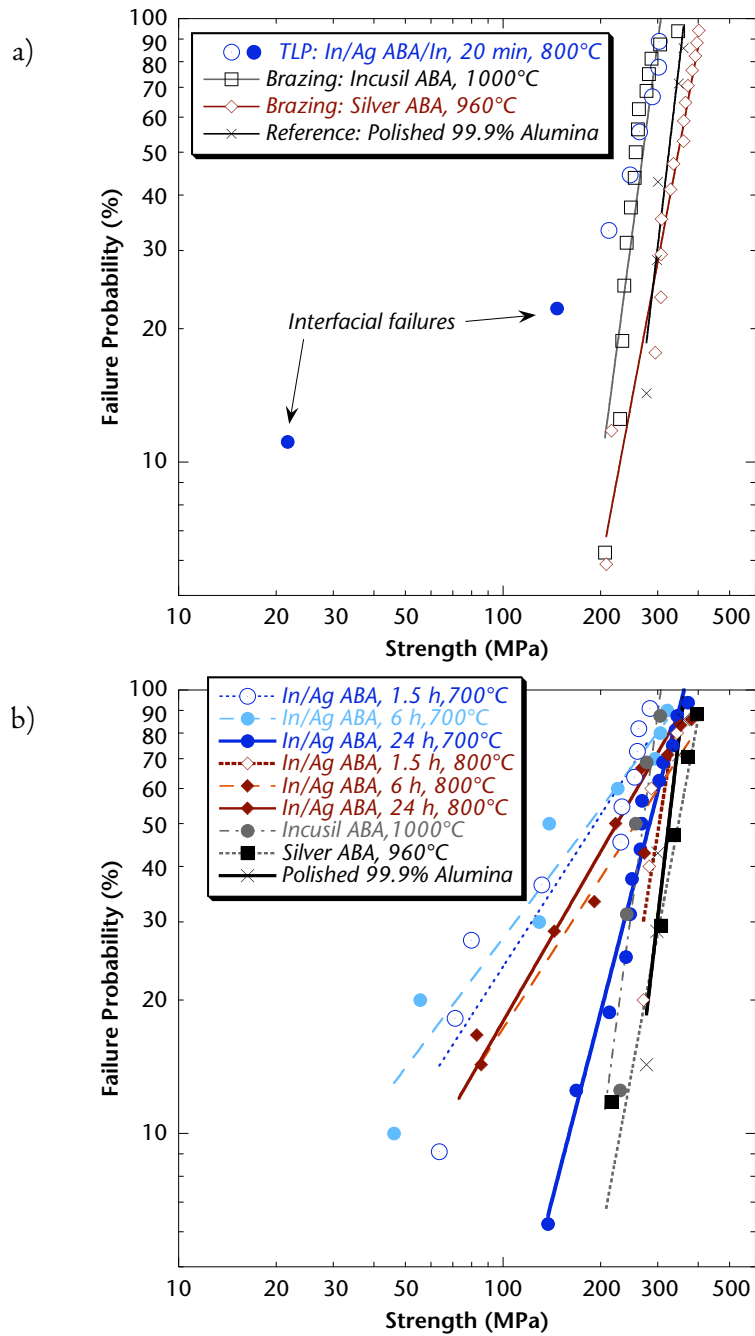 a)
100
90
80
70
60
50
40
30
20
10
Failure Probability (%)
TLP: In/Ag ABA/In, 20 min, 800°C
Brazing: Incusil ABA, 1000°C
Brazing: Silver ABA, 960°C
Reference: Polished 99.9% Alumina
Interfacial failures
10 20 30 50 100 200 300 500
Strength (MPa)
b)
100
90
80
70
60
50
40
30
20
10
Failure Probability (%)
In/Ag ABA, 1.5 h,700°C
In/Ag ABA, 6 h,700°C
In/Ag ABA, 24 h,700°C
In/Ag ABA, 1.5 h, 800°C
In/Ag ABA, 6 h, 800°C
In/Ag ABA, 24 h, 800°C
Incusil ABA,1000°C
Silver ABA, 960°C
Polished 99.9% Alumina
10 20 30 50 100 200 300 500
Strength (MPa)